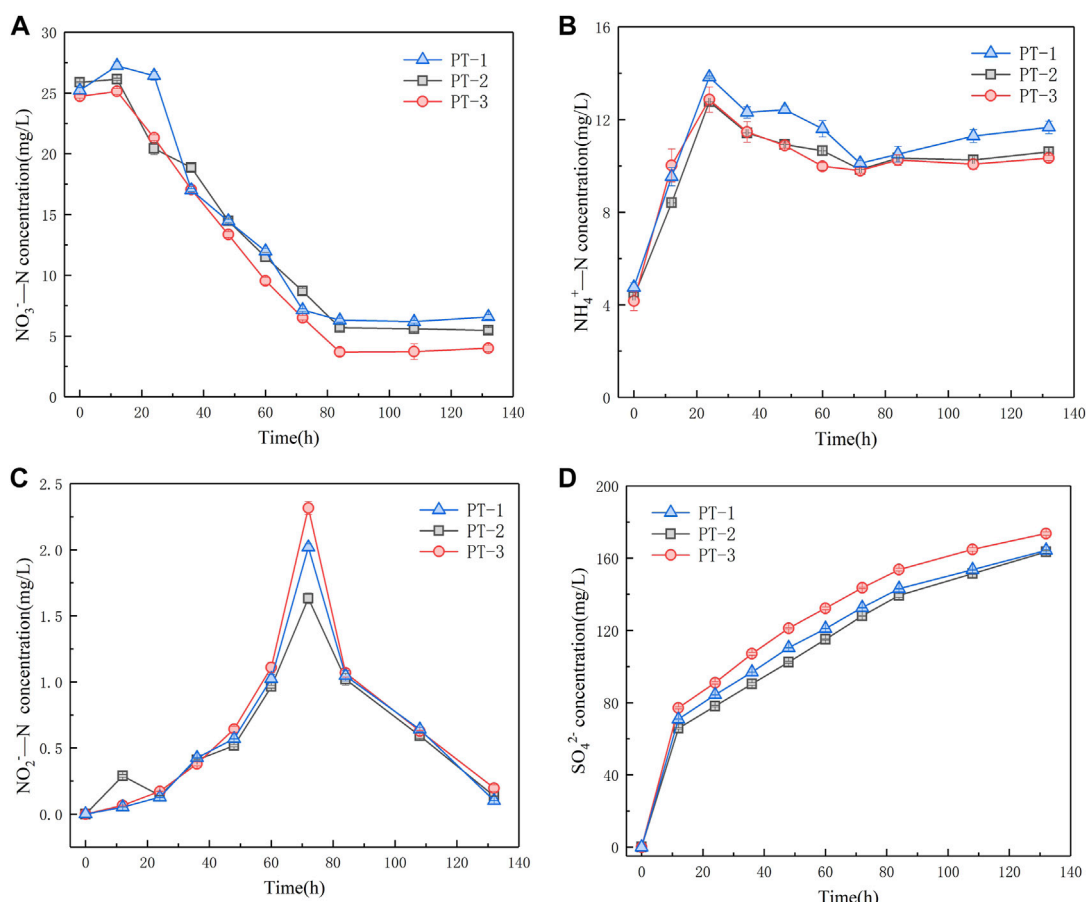 A
30
25
20
15
10
5
0
NO₃⁻—N concentration(mg/L)
PT-1
PT-2
PT-3
0 20 40 60 80 100 120 140
Time(h)
B
16
12
8
4
0
NH₄⁺—N concentration(mg/L)
PT-1
PT-2
PT-3
0 20 40 60 80 100 120 140
Time(h)
C
2.5
2.0
1.5
1.0
0.5
0.0
NO₂⁻—N concentration(mg/L)
PT-1
PT-2
PT-3
0 20 40 60 80 100 120 140
Time(h)
D
200
160
120
80
40
0
SO₄²⁻ concentration(mg/L)
PT-1
PT-2
PT-3
0 20 40 60 80 100 120 140
Time(h)